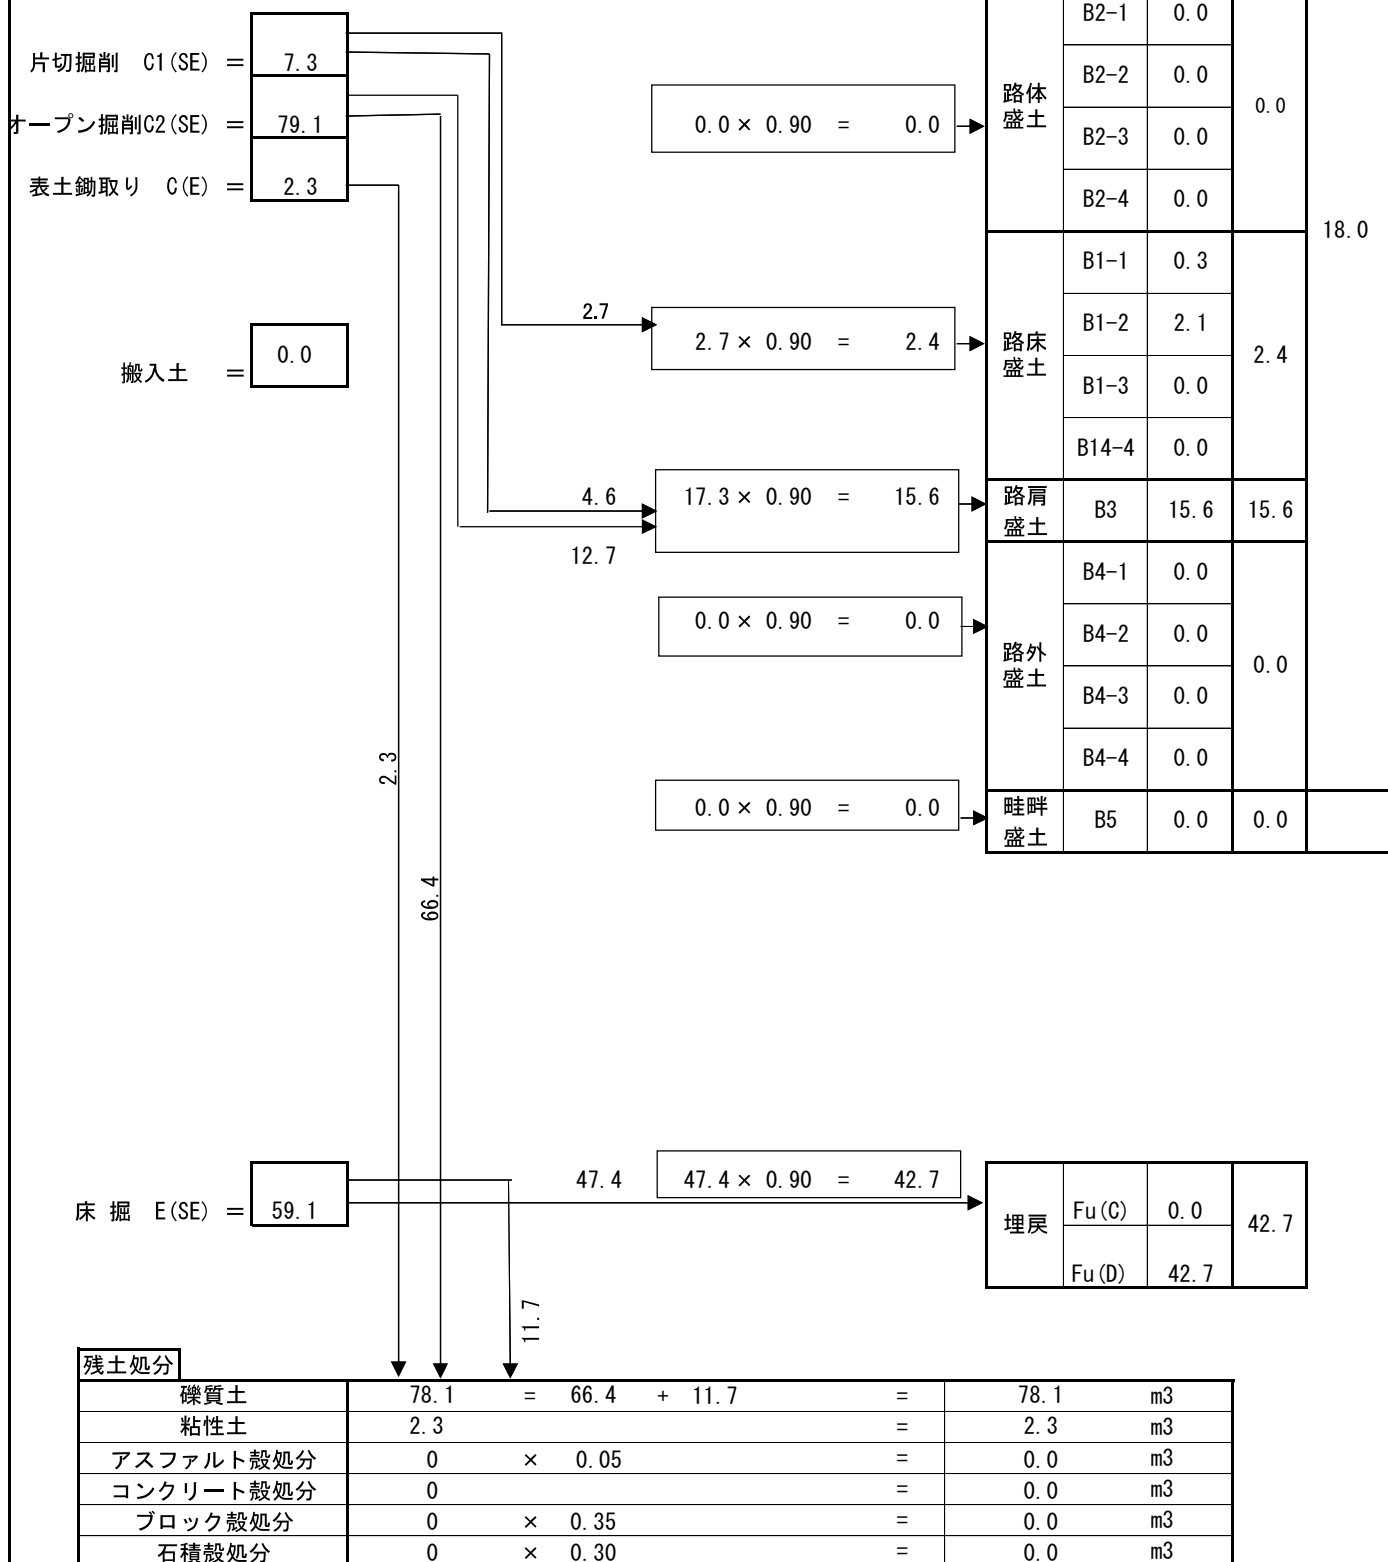 B2-1 0.0
片切掘削 C1(SE) = 7.3
B2-2 0.0
路体
盛土
0.0
オープン掘削C2(SE) = 79.1
0.0 × 0.90 = 0.0
B2-3 0.0
表土鋤取り C(E) = 2.3
B2-4 0.0
18.0
B1-1 0.3
2.7
B1-2 2.1
2.7 × 0.90 = 2.4
路床
盛土
2.4
搬入土 = 0.0
B1-3 0.0
B14-4 0.0
4.6
17.3 × 0.90 = 15.6
路肩
盛土
B3 15.6 15.6
12.7
B4-1 0.0
0.0 × 0.90 = 0.0
B4-2 0.0
路外
盛土
0.0
B4-3 0.0
2.3
B4-4 0.0
0.0 × 0.90 = 0.0
畦畔
盛土
B5 0.0 0.0
66.4
47.4
47.4 × 0.90 = 42.7
床 掘 E(SE) = 59.1
埋戻
Fu(C) 0.0
42.7
Fu(D) 42.7
11.7
残土処分
礫質土 78.1 = 66.4 + 11.7 = 78.1 m3
粘性土 2.3 = 2.3 m3
アスファルト殻処分 0 × 0.05 = 0.0 m3
コンクリート殻処分 0 = 0.0 m3
ブロック殻処分 0 × 0.35 = 0.0 m3
石積殻処分 0 × 0.30 = 0.0 m3